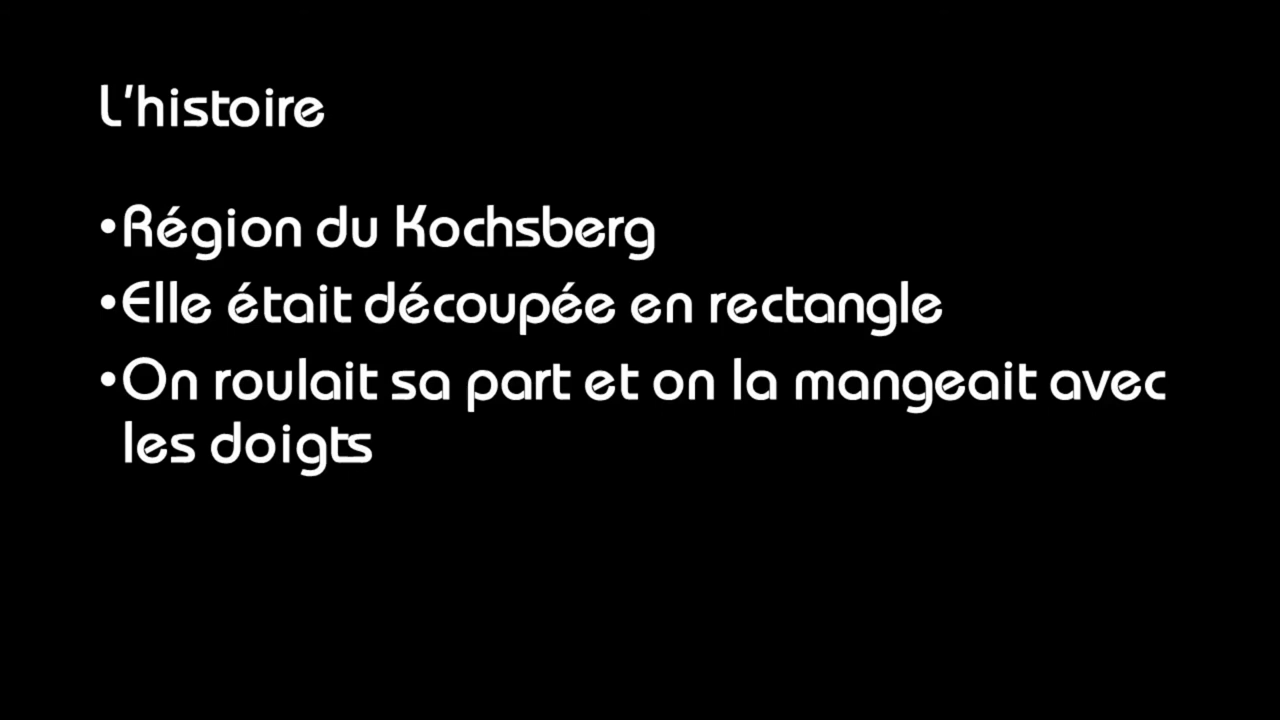 L'histoire
•Région du Kochsberg
•Elle était découpée en rectangle
•On roulait sa part et on la mangeait avec
les doigts